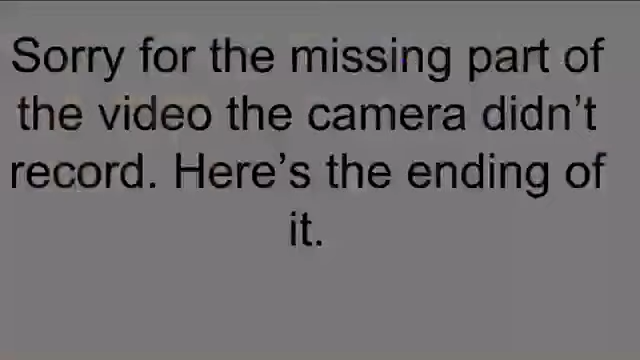 Sorry for the missing part of
the video the camera didn’t
record. Here’s the ending of
it.